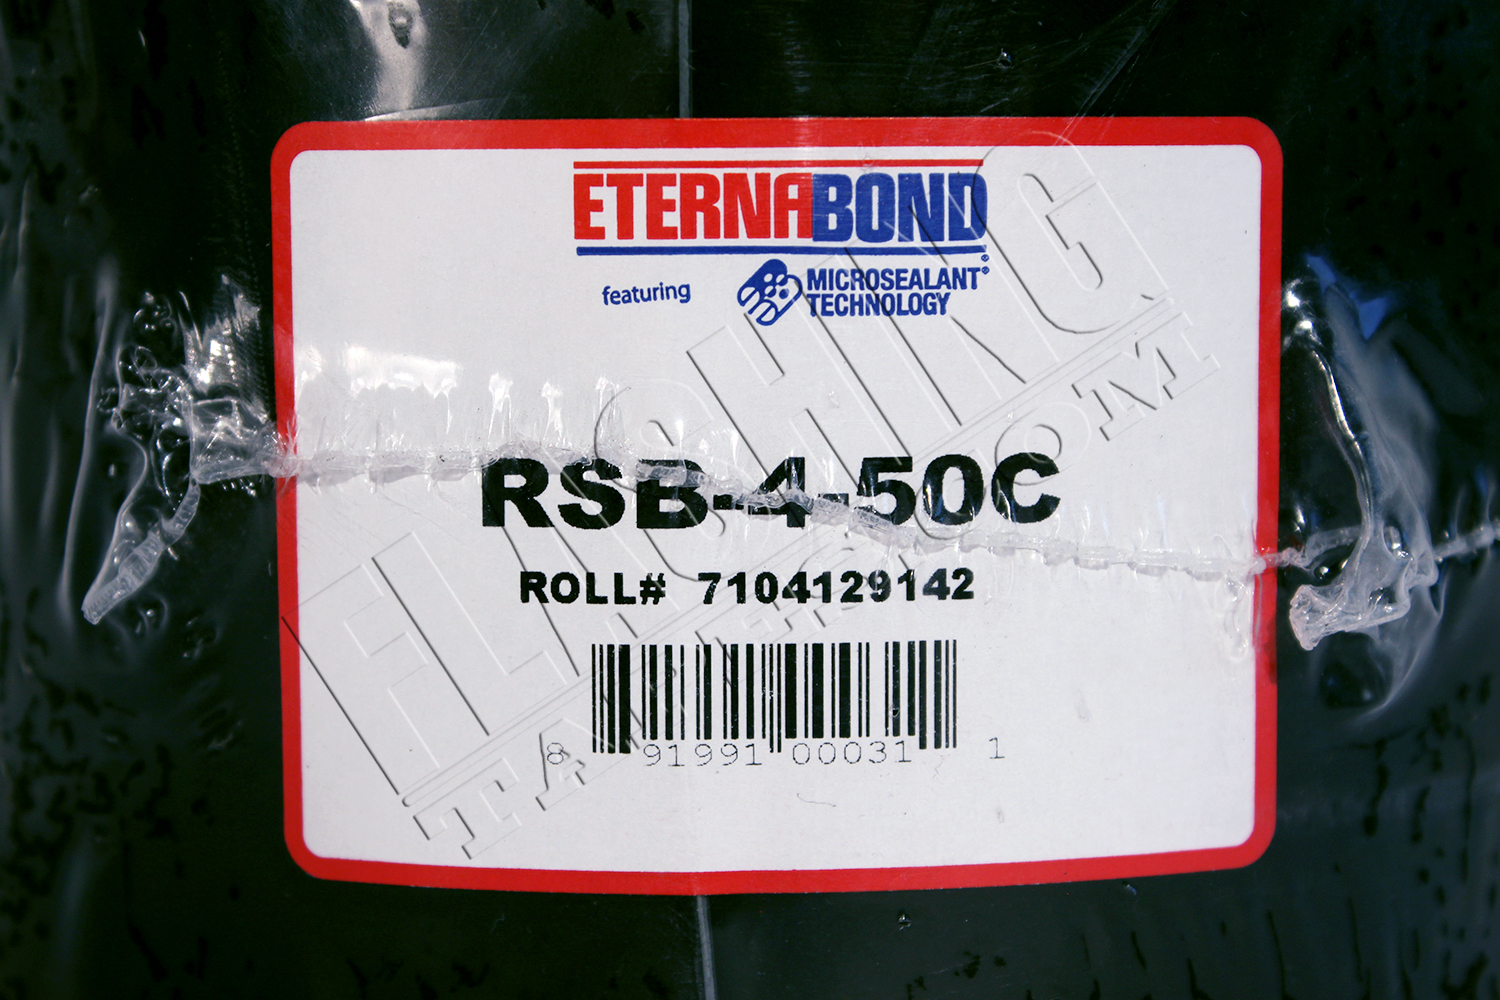 ETERNABOND®
featuring
MICROSEALANT®
TECHNOLOGY
RSB-4-50C
ROLL# 7104129142
8 91991 00031 1
FLASHING
TAPE.COM